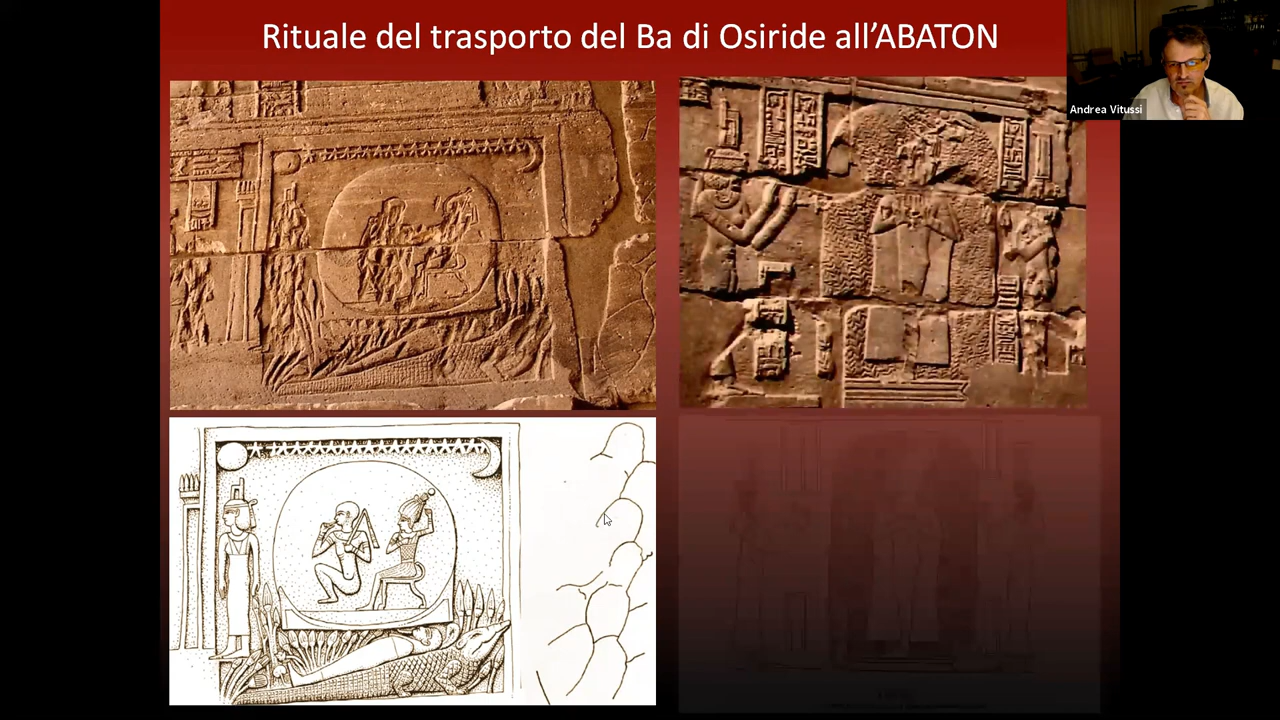 Rituale del trasporto del Ba di Osiride all'ABATON
Andrea Vitussi